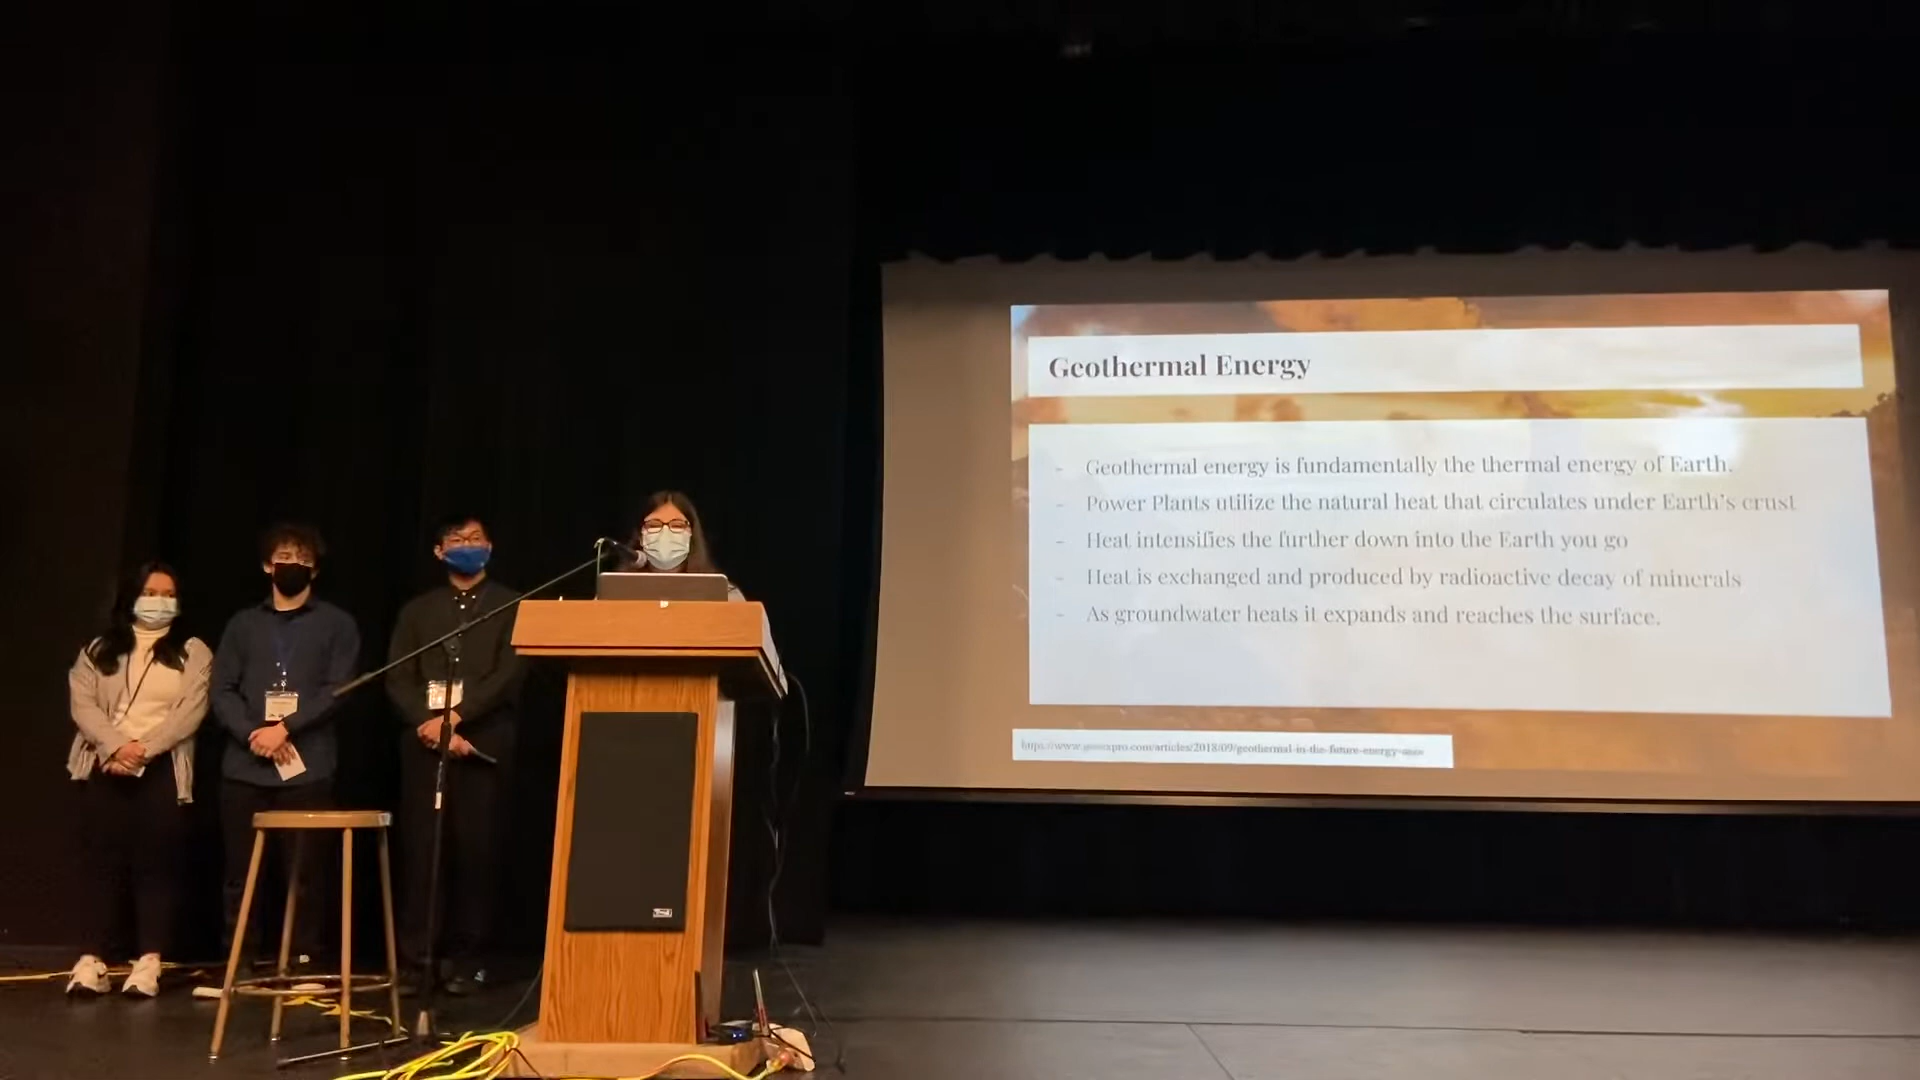 Geothermal Energy
- Geothermal energy is fundamentally the thermal energy of Earth.
- Power Plants utilize the natural heat that circulates under Earth's crust
- Heat intensifies the further down into the Earth you go
- Heat is exchanged and produced by radioactive decay of minerals
- As groundwater heats it expands and reaches the surface.